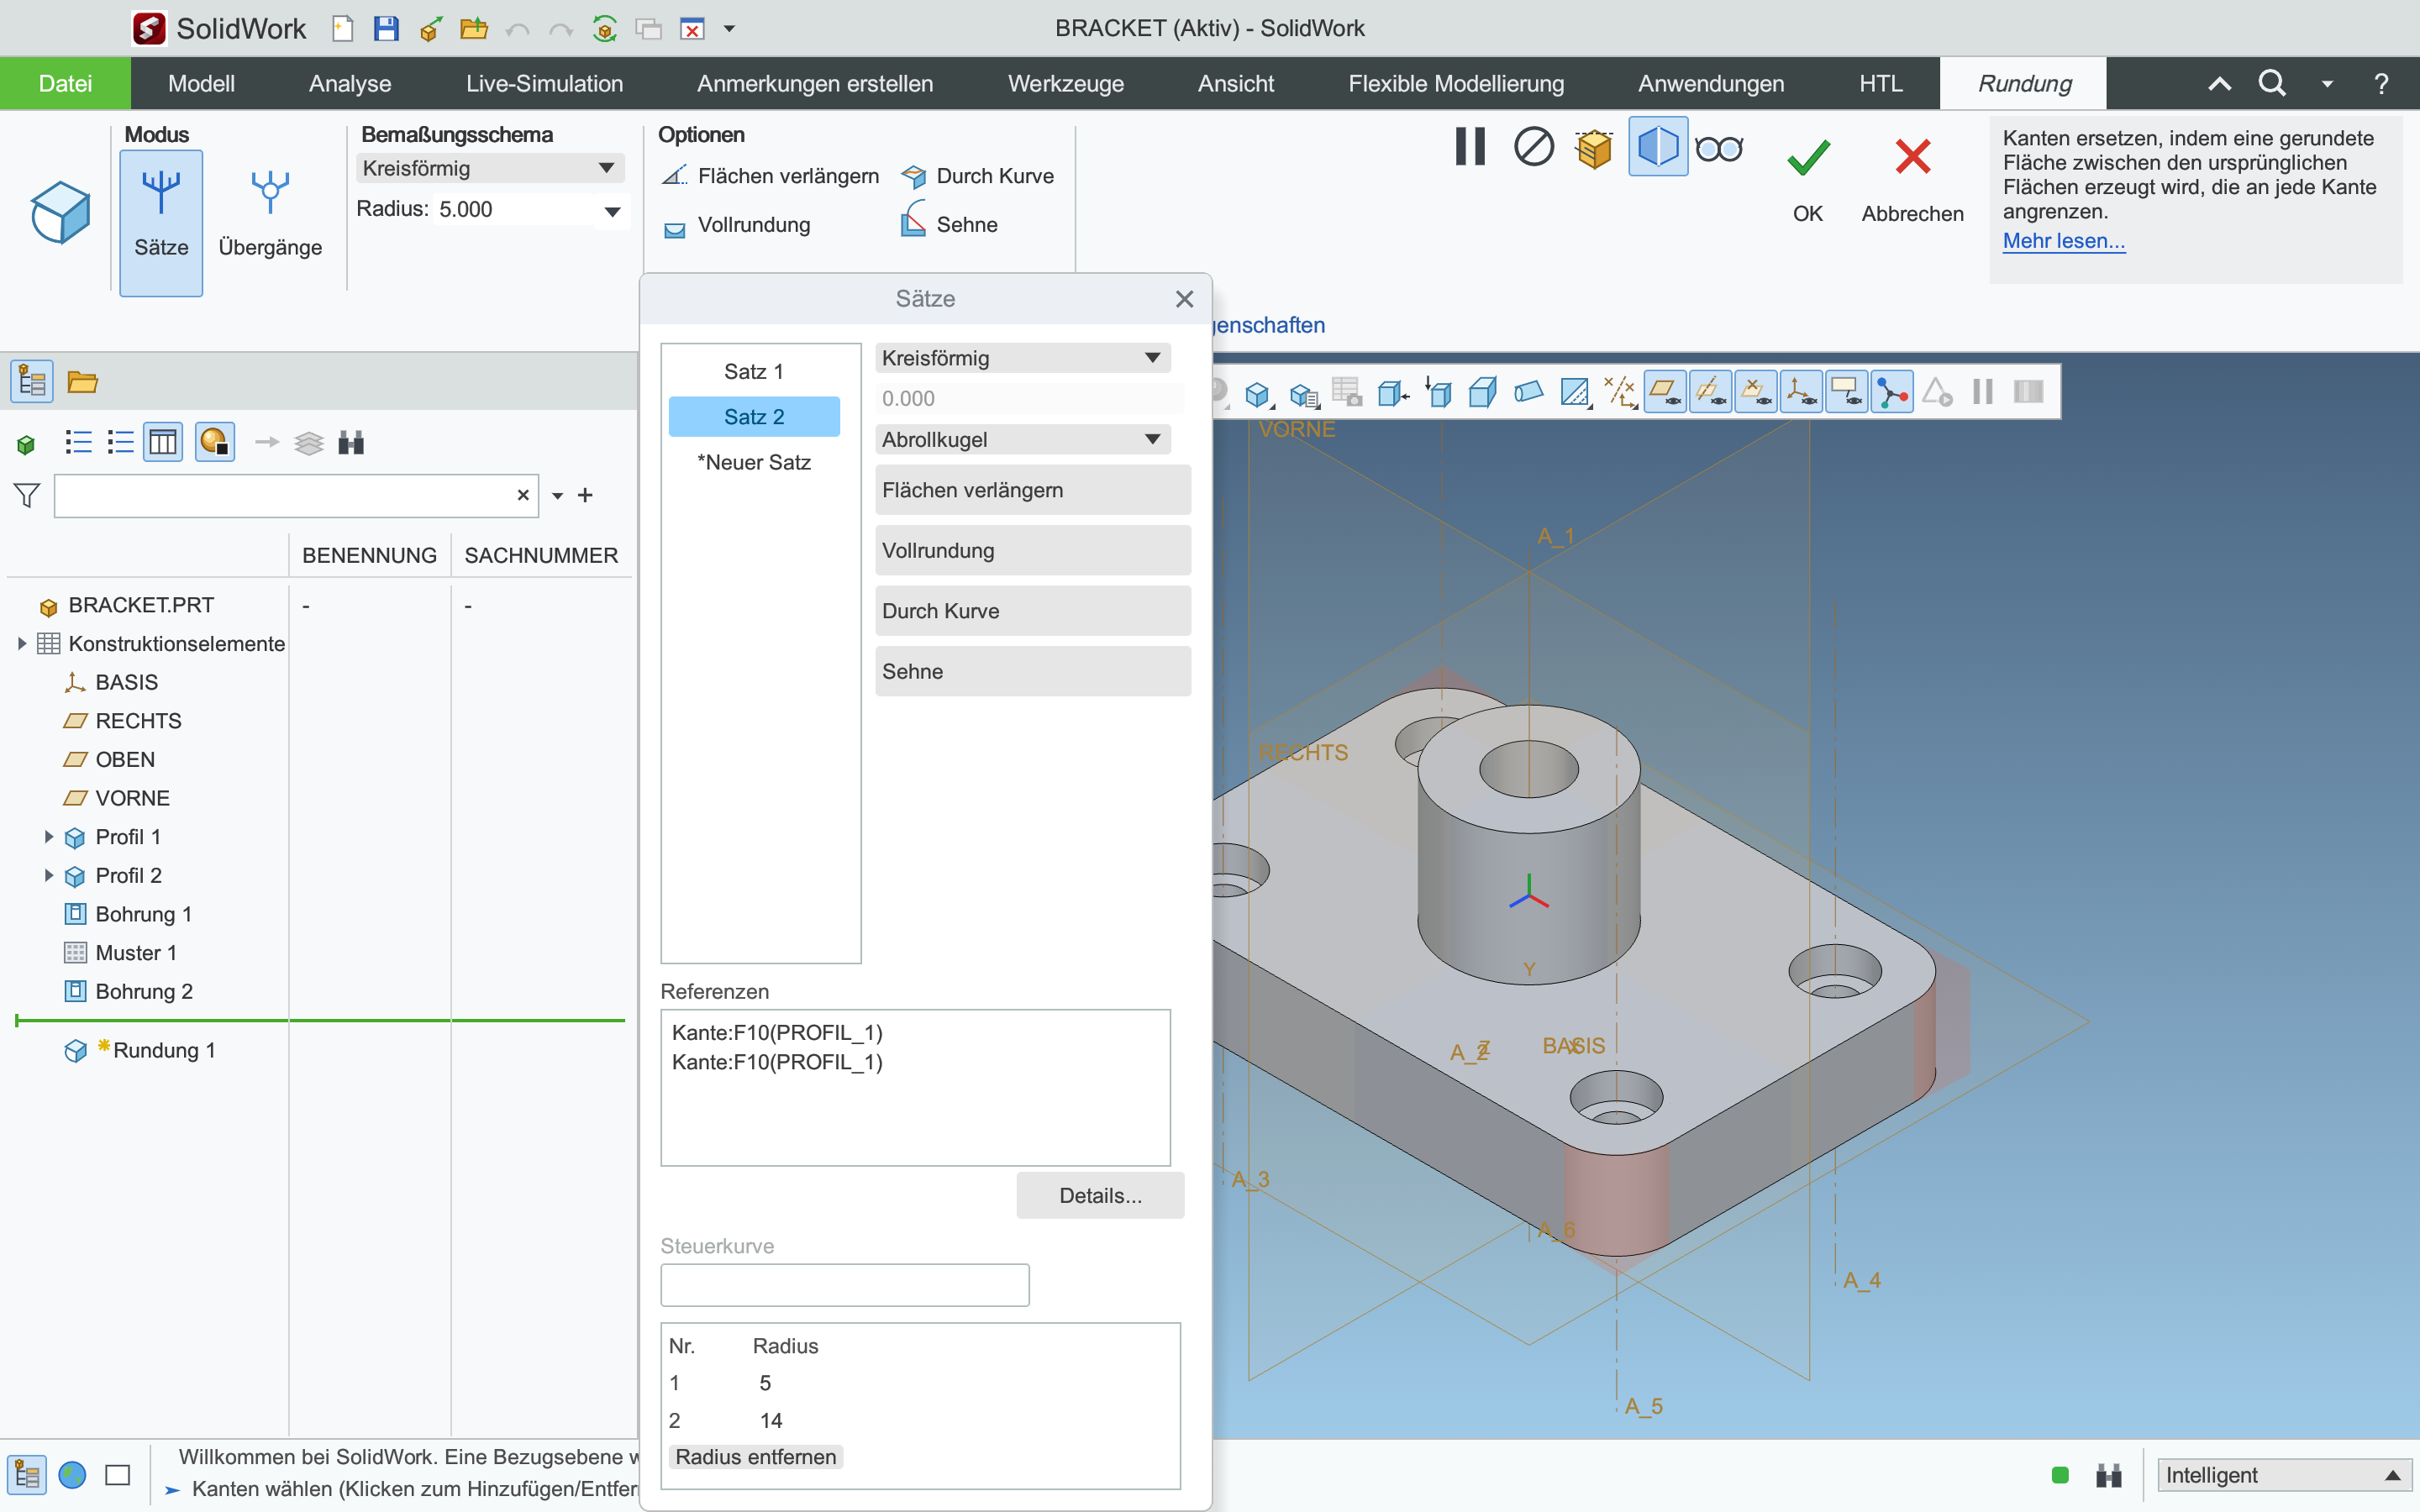 SolidWork
BRACKET (Aktiv) - SolidWork
Datei
Modell
Analyse
Live-Simulation
Anmerkungen erstellen
Werkzeuge
Ansicht
Flexible Modellierung
Anwendungen
HTL
Rundung
?
Modus
Sätze
Übergänge
Bemaßungsschema
Kreisförmig
Radius: 5.000
Optionen
Flächen verlängern
Durch Kurve
Vollrundung
Sehne
OK
Abbrechen
Kanten ersetzen, indem eine gerundete
Fläche zwischen den ursprünglichen
Flächen erzeugt wird, die an jede Kante
angrenzen.
Mehr lesen...
genschaften
BENENNUNG
SACHNUMMER
BRACKET.PRT
-
-
Konstruktionselemente
BASIS
RECHTS
OBEN
VORNE
Profil 1
Profil 2
Bohrung 1
Muster 1
Bohrung 2
Rundung 1
Sätze
Satz 1
Satz 2
*Neuer Satz
Kreisförmig
0.000
Abrollkugel
Flächen verlängern
Vollrundung
Durch Kurve
Sehne
Referenzen
Kante:F10(PROFIL_1)
Kante:F10(PROFIL_1)
Details...
Steuerkurve
Nr. Radius
1 5
2 14
Radius entfernen
VORNE
A_1
RECHTS
Y
A_2
Z
BASIS
X
A_3
A_6
A_4
A_5
Willkommen bei SolidWork. Eine Bezugsebene w
Kanten wählen (Klicken zum Hinzufügen/Entfer
Intelligent